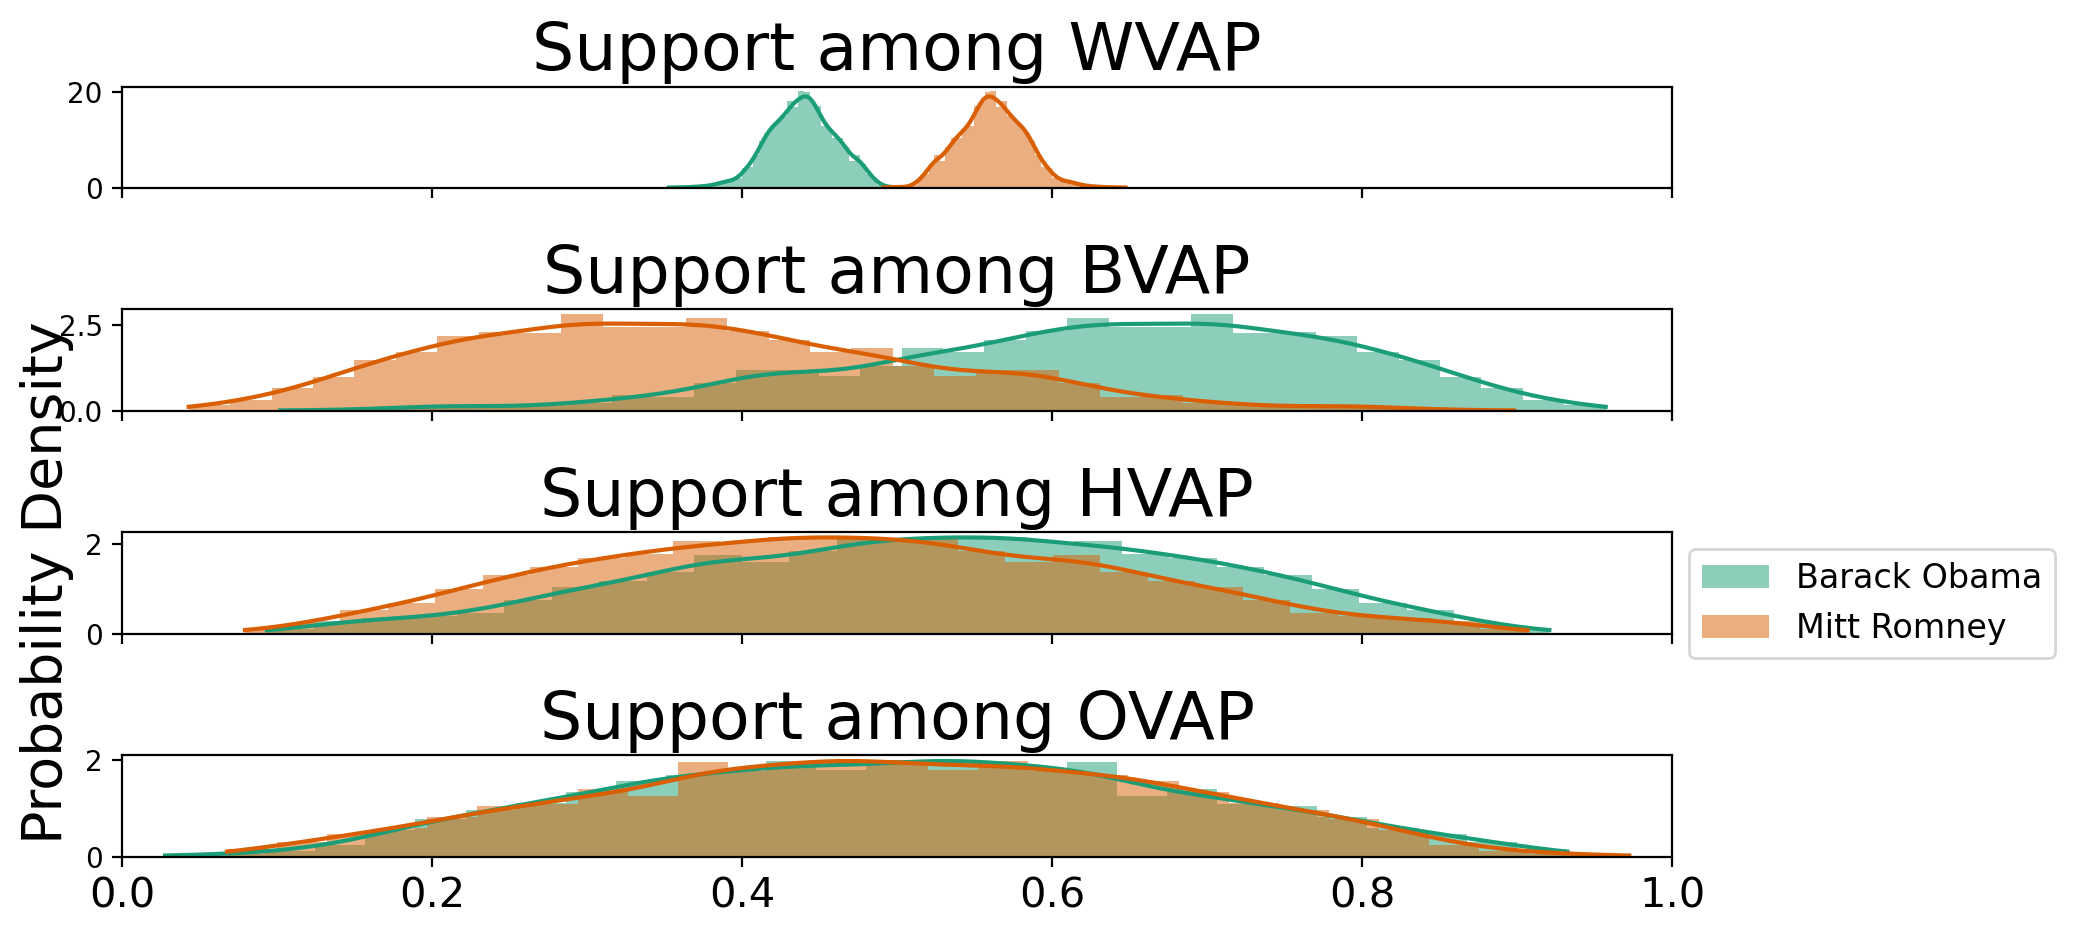 Support among WVAP
20
0
Support among BVAP
2.5
0.0
Support among HVAP
2
0
Support among OVAP
2
0
0.0 0.2 0.4 0.6 0.8 1.0
Probability Density
Barack Obama
Mitt Romney